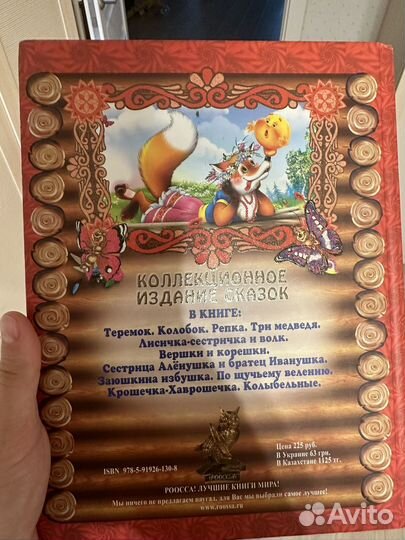 КОЛЛЕКЦИОННОЕ
ИЗДАНИЕ СКАЗОК
В КНИГЕ:
Теремок. Колобок. Репка. Три медведя.
Лисичка-сестричка и волк.
Вершки и корешки.
Сестрица Алёнушка и братец Иванушка.
Заюшкина избушка. По щучьему велению.
Крошечка-Хаврошечка. Колыбельные.
Цена 225 руб.
В Украине 63 грн.
В Казахстане 1125 тг.
ISBN 978-5-91926-130-8
РООССА
РООССА! ЛУЧШИЕ КНИГИ МИРА!
Мы ничего не предлагаем наугад, для Вас мы выбрали самое лучшее!
www.roossa.ru
Avito